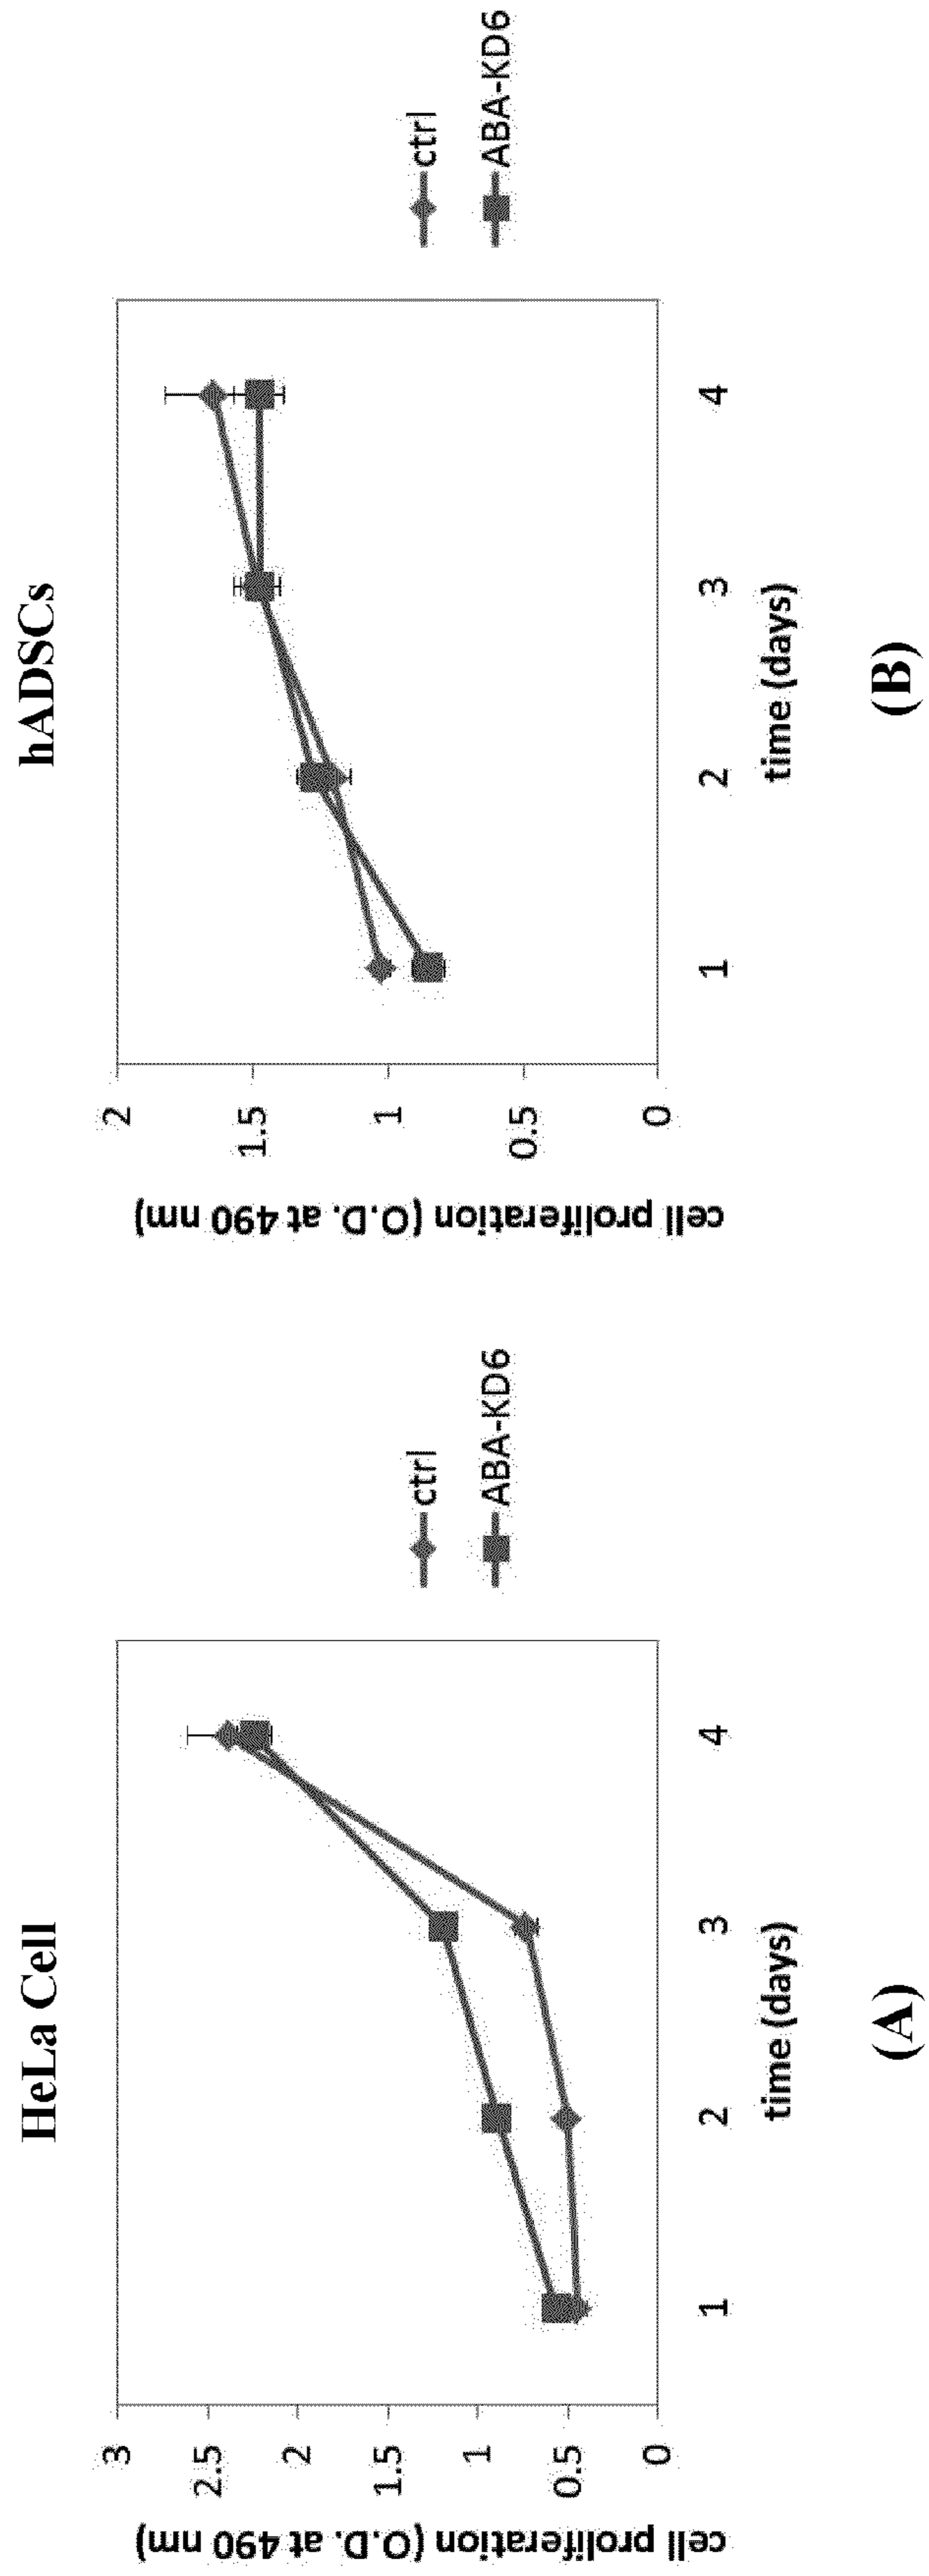 HeLa Cell
cell proliferation (O.D. at 490 nm)
3
2.5
2
1.5
1
0.5
0
1 2 3 4
time (days)
ctrl
ABA-KD6
(A)
hADSCs
cell proliferation (O.D. at 490 nm)
2
1.5
1
0.5
0
1 2 3 4
time (days)
ctrl
ABA-KD6
(B)